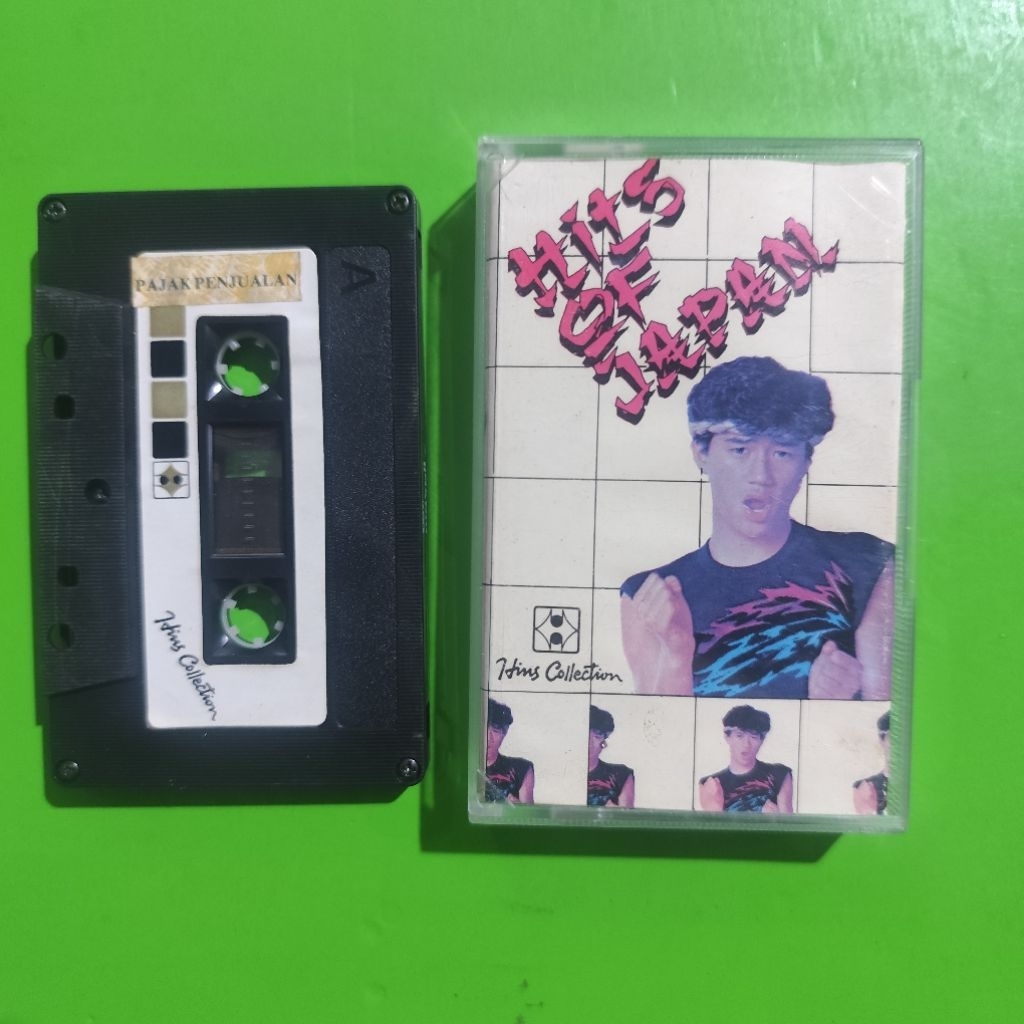 PAJAK PENJUALAN
A
Hins Collection
Hits
OF
JAPAN
Hins Collection